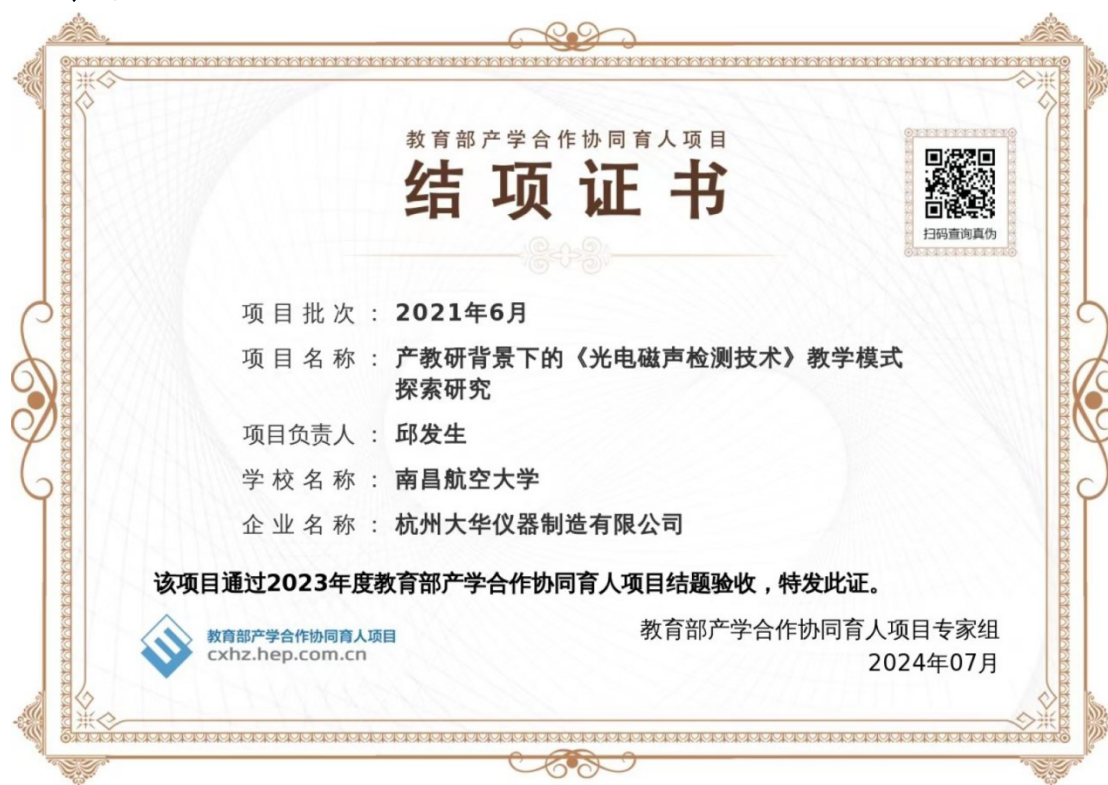 教育部产学合作协同育人项目
结项证书
扫码查询真伪
项目批次：2021年6月
项目名称：产教研背景下的《光电磁声检测技术》教学模式
探索研究
项目负责人：邱发生
学校名称：南昌航空大学
企业名称：杭州大华仪器制造有限公司
该项目通过2023年度教育部产学合作协同育人项目结题验收，特发此证。
教育部产学合作协同育人项目
cxhz.hep.com.cn
教育部产学合作协同育人项目专家组
2024年07月